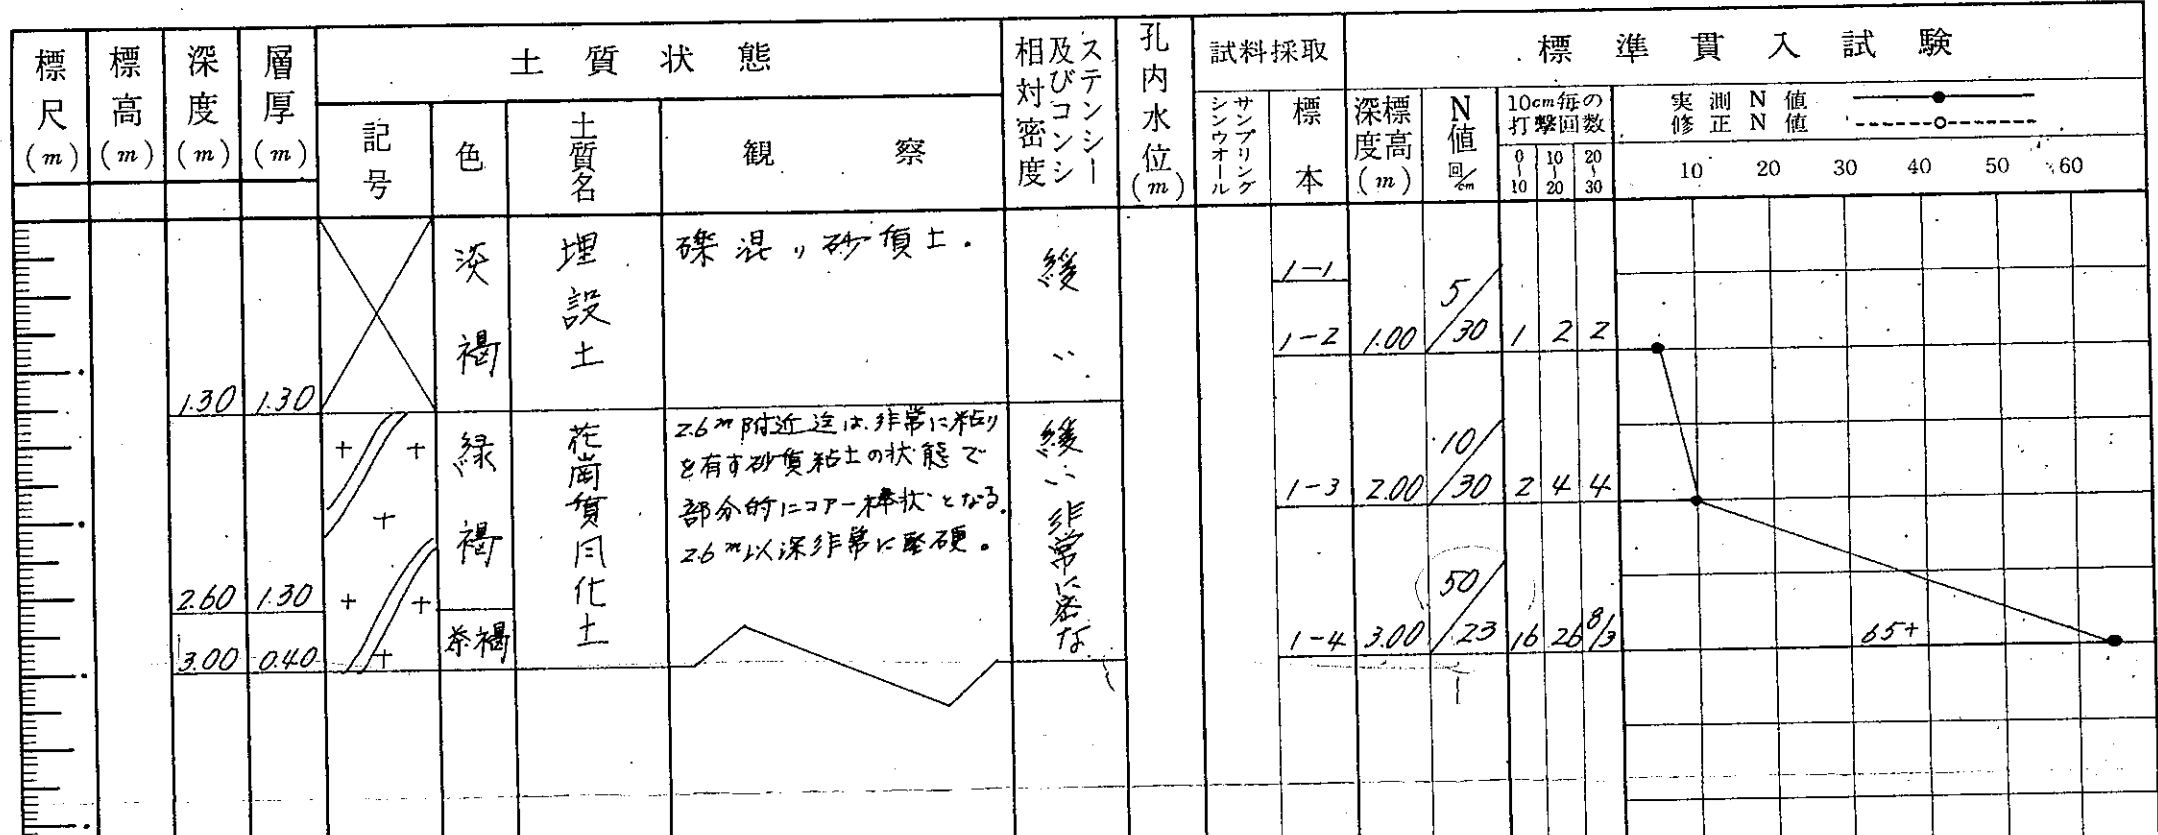 標尺(m)
標高(m)
深度(m)
層厚(m)
土質状態
記号
色
土質名
観察
相対密度及びコンシステンシー
孔内水位(m)
試料採取
シンウオールサンプリング
標本
標準貫入試験
深度標高(m)
N値 回/cm
10cm毎の打撃回数
0~10
10~20
20~30
実測N値
修正N値
10 20 30 40 50 60
淡褐
埋設土
礫混り砂質土.
緩い
1-1
1-2 1.00 5/30 1 2 2
1.30 1.30
緑褐
花崗質風化土
2.6m附近迄は非常に粘り
を有す砂質粘土の状態で
部分的にコアー棒状となる.
2.6m以深非常に堅硬。
緩い
非常に密な
1-3 2.00 10/30 2 4 4
2.60 1.30
茶褐
3.00 0.40
1-4 3.00 50/23 16 26 8/3
65+